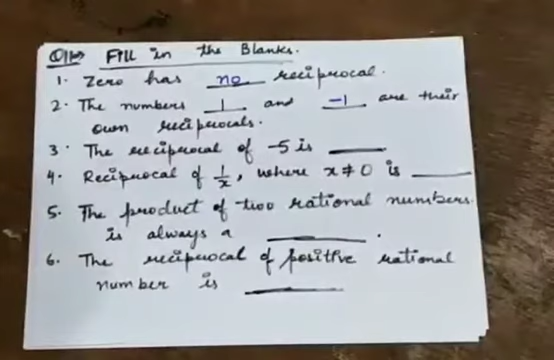 Q11> Fill in the Blanks.
1. Zero has no reciprocal.
2. The numbers 1 and -1 are their
own reciprocals.
3. The reciprocal of -5 is ____
4. Reciprocal of 1/x, where x ≠ 0 is ____
5. The product of two rational numbers
is always a ____.
6. The reciprocal of positive rational
number is ____